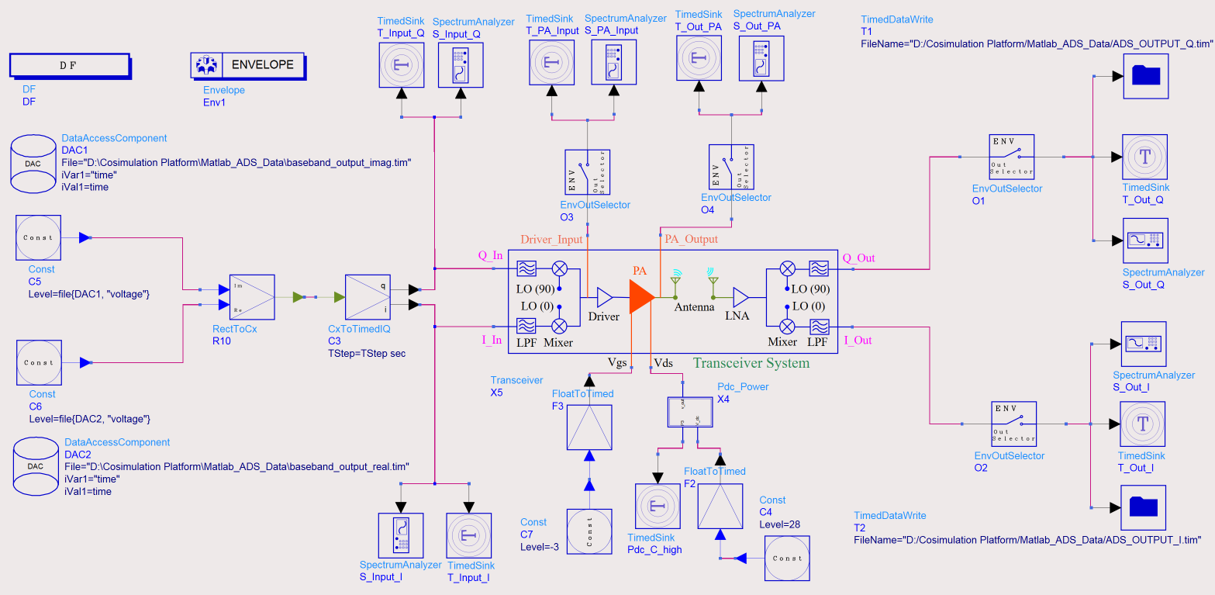 DF
DF
DF
ENVELOPE
Envelope
Env1
TimedSink
T_Input_Q
SpectrumAnalyzer
S_Input_Q
TimedSink
T_PA_Input
SpectrumAnalyzer
S_PA_Input
TimedSink
T_Out_PA
SpectrumAnalyzer
S_Out_PA
TimedDataWrite
T1
FileName="D:/Cosimulation Platform/Matlab_ADS_Data/ADS_OUTPUT_Q.tim"
DAC
DataAccessComponent
DAC1
File="D:\Cosimulation Platform\Matlab_ADS_Data\baseband_output_imag.tim"
iVar1="time"
iVal1=time
ENV
Out
Selector
EnvOutSelector
O3
ENV
Out
Selector
EnvOutSelector
O4
ENV
Out
Selector
EnvOutSelector
O1
T
TimedSink
T_Out_Q
SpectrumAnalyzer
S_Out_Q
Const
Const
C5
Level=file{DAC1, "voltage"}
Im
Re
RectToCx
R10
q
i
CxToTimedIQ
C3
TStep=TStep sec
Driver_Input
PA_Output
Q_In
Q_Out
PA
LO (90)
LO (0)
Driver
Antenna
LNA
LO (90)
LO (0)
I_In
LPF
Mixer
Mixer
LPF
I_Out
Vgs
Vds
Transceiver System
Const
Const
C6
Level=file{DAC2, "voltage"}
Transceiver
X5
FloatToTimed
F3
Pdc_Power
X4
SpectrumAnalyzer
S_Out_I
DAC
DataAccessComponent
DAC2
File="D:\Cosimulation Platform\Matlab_ADS_Data\baseband_output_real.tim"
iVar1="time"
iVal1=time
ENV
Out
Selector
EnvOutSelector
O2
T
TimedSink
T_Out_I
FloatToTimed
F2
SpectrumAnalyzer
S_Input_I
T
TimedSink
T_Input_I
Const
C7
Level=-3
Const
T
TimedSink
Pdc_C_high
Const
C4
Level=28
Const
TimedDataWrite
T2
FileName="D:/Cosimulation Platform/Matlab_ADS_Data/ADS_OUTPUT_I.tim"